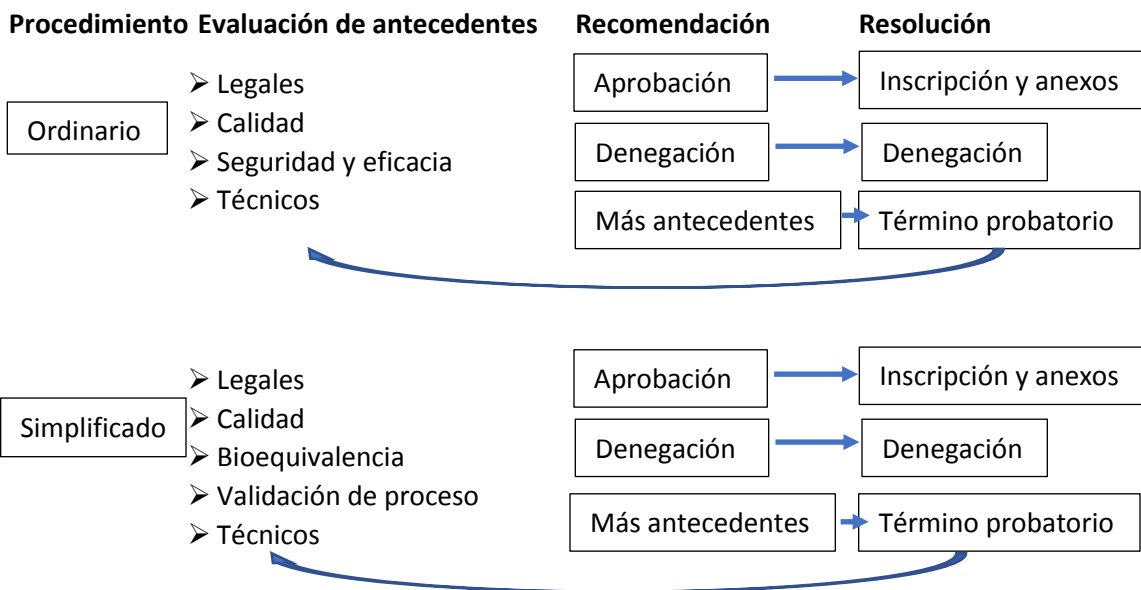 Procedimiento Evaluación de antecedentes Recomendación Resolución
Ordinario
➢ Legales
➢ Calidad
➢ Seguridad y eficacia
➢ Técnicos
Aprobación
Inscripción y anexos
Denegación
Denegación
Más antecedentes
Término probatorio
Simplificado
➢ Legales
➢ Calidad
➢ Bioequivalencia
➢ Validación de proceso
➢ Técnicos
Aprobación
Inscripción y anexos
Denegación
Denegación
Más antecedentes
Término probatorio